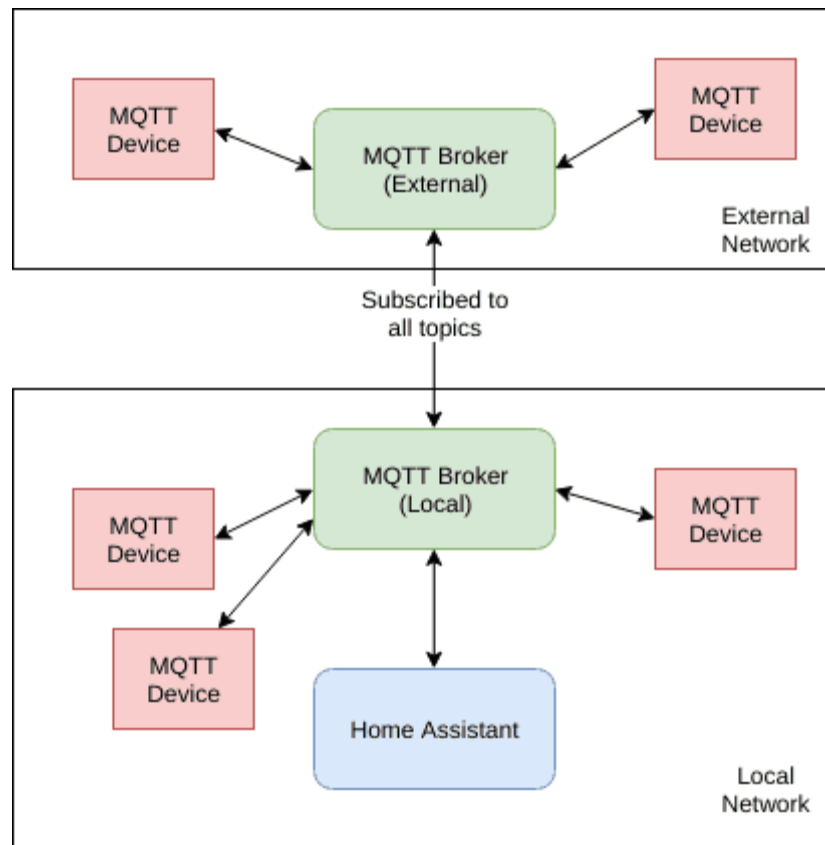 MQTT
Device
MQTT
Device
MQTT Broker
(External)
External
Network
Subscribed to
all topics
MQTT Broker
(Local)
MQTT
Device
MQTT
Device
MQTT
Device
Home Assistant
Local
Network